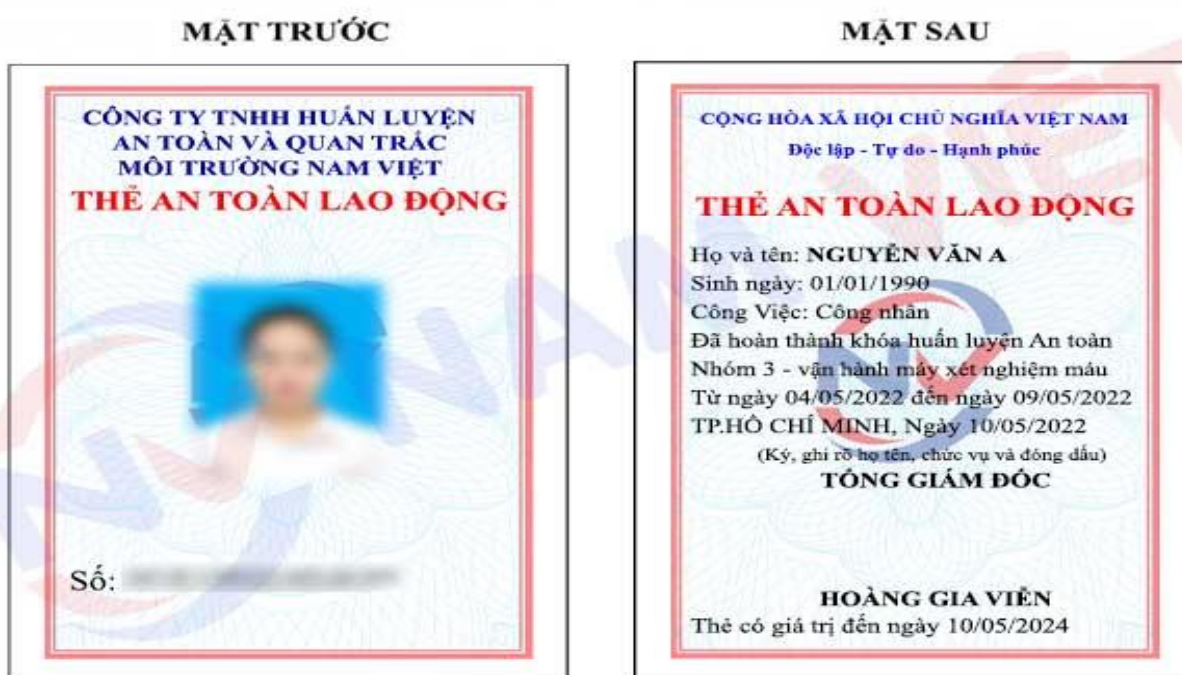 MẶT TRƯỚC
CÔNG TY TNHH HUẤN LUYỆN
AN TOÀN VÀ QUAN TRẮC
MÔI TRƯỜNG NAM VIỆT
THẺ AN TOÀN LAO ĐỘNG
Số:
MẶT SAU
CỘNG HÒA XÃ HỘI CHỦ NGHĨA VIỆT NAM
Độc lập - Tự do - Hạnh phúc
THẺ AN TOÀN LAO ĐỘNG
Họ và tên: NGUYỄN VĂN A
Sinh ngày: 01/01/1990
Công Việc: Công nhân
Đã hoàn thành khóa huấn luyện An toàn
Nhóm 3 - vận hành máy xét nghiệm máu
Từ ngày 04/05/2022 đến ngày 09/05/2022
TP.HỒ CHÍ MINH, Ngày 10/05/2022
(Ký, ghi rõ họ tên, chức vụ và đóng dấu)
TỔNG GIÁM ĐỐC
HOÀNG GIA VIÊN
Thẻ có giá trị đến ngày 10/05/2024
NV NAM VIỆT